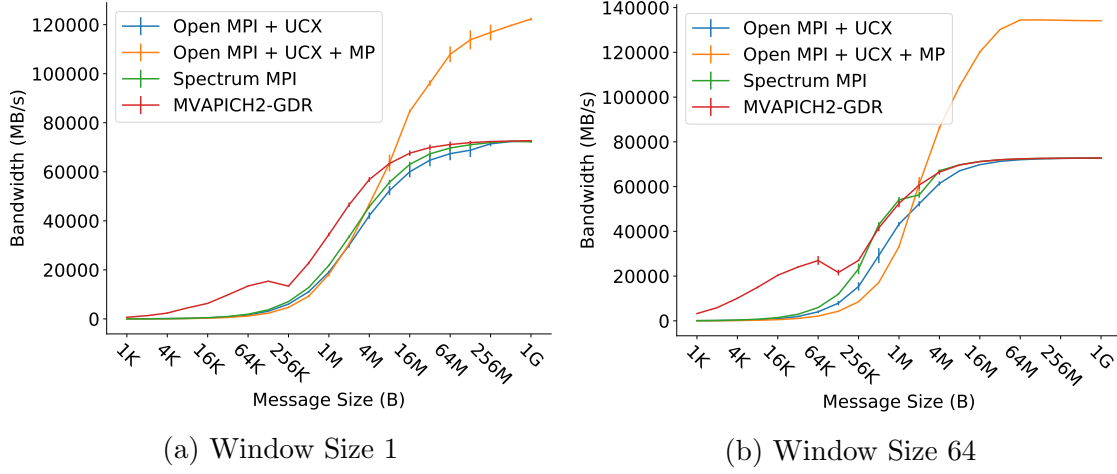 Bandwidth (MB/s)
120000
100000
80000
60000
40000
20000
0
Open MPI + UCX
Open MPI + UCX + MP
Spectrum MPI
MVAPICH2-GDR
1K
4K
16K
64K
256K
1M
4M
16M
64M
256M
1G
Message Size (B)
(a) Window Size 1
Bandwidth (MB/s)
140000
120000
100000
80000
60000
40000
20000
0
Open MPI + UCX
Open MPI + UCX + MP
Spectrum MPI
MVAPICH2-GDR
1K
4K
16K
64K
256K
1M
4M
16M
64M
256M
1G
Message Size (B)
(b) Window Size 64